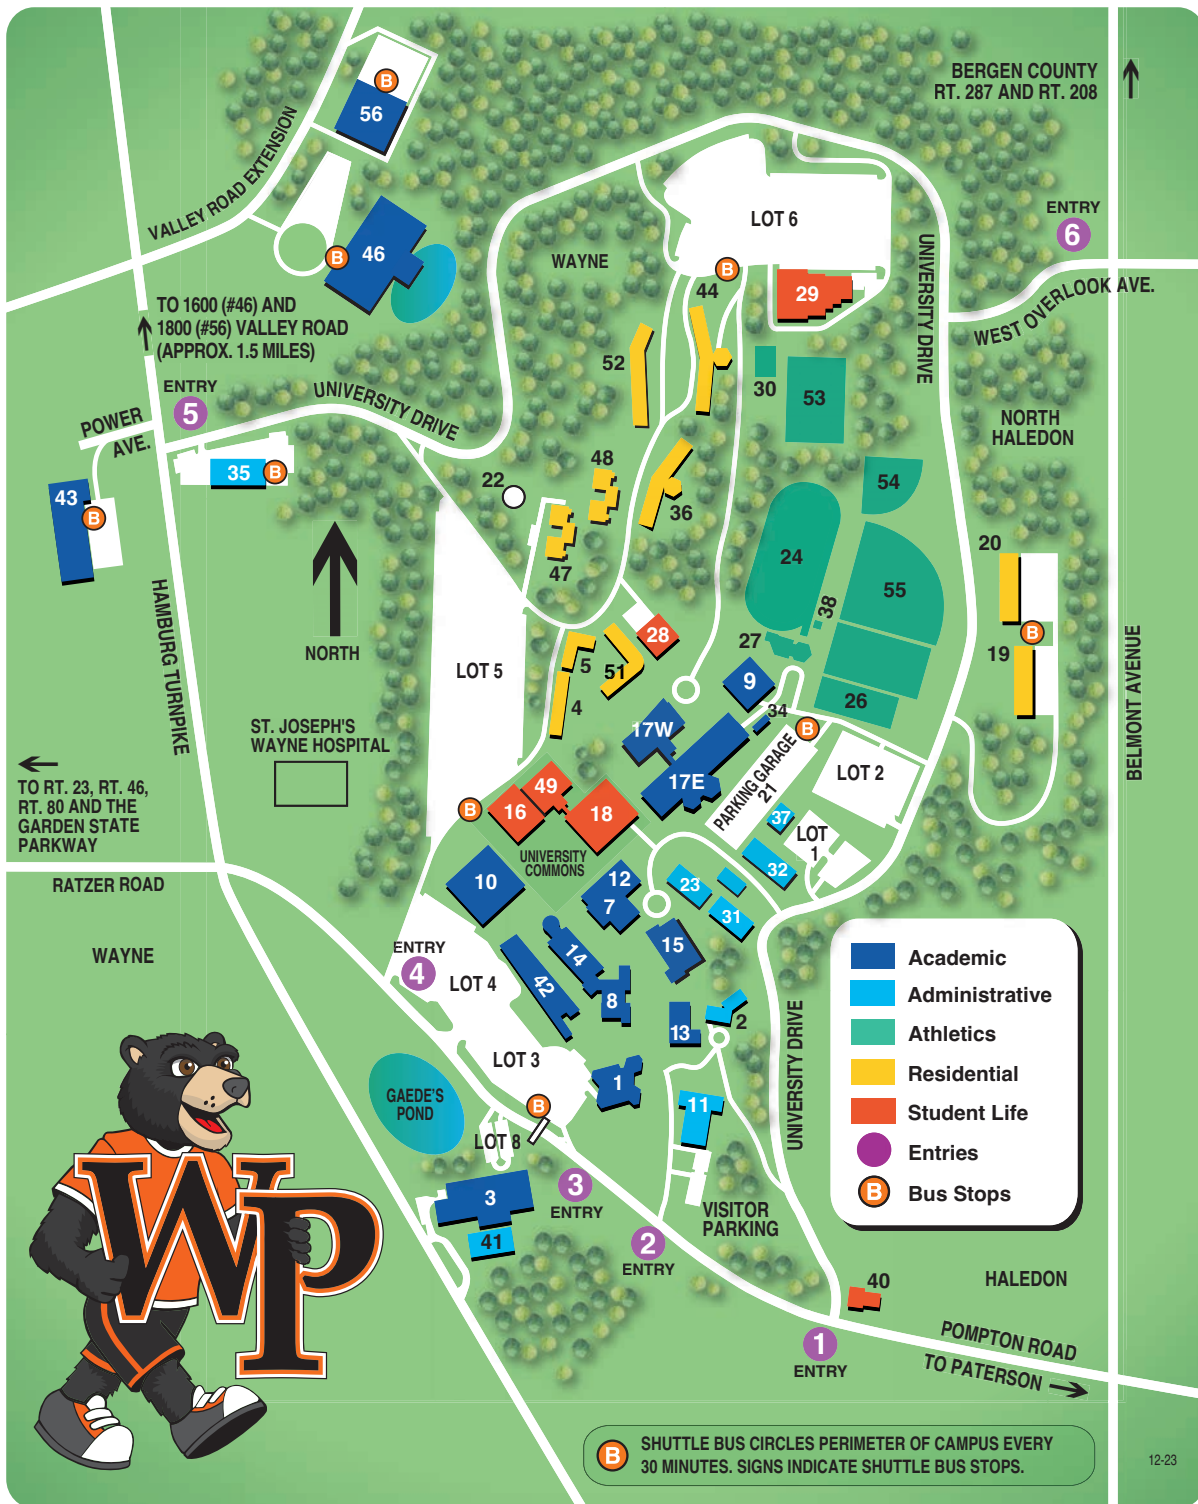 BERGEN COUNTY
RT. 287 AND RT. 208
B
56
VALLEY ROAD EXTENSION
ENTRY
6
LOT 6
UNIVERSITY DRIVE
WEST OVERLOOK AVE.
46
B
WAYNE
B
44
29
TO 1600 (#46) AND
1800 (#56) VALLEY ROAD
(APPROX. 1.5 MILES)
52
30
53
ENTRY
5
UNIVERSITY DRIVE
POWER
AVE.
NORTH
HALEDON
35
B
43
B
22
48
36
47
54
24
55
38
20
B
19
HAMBURG TURNPIKE
NORTH
LOT 5
28
27
5
51
4
9
26
34
B
17W
17E
PARKING GARAGE
21
LOT 2
BELMONT AVENUE
ST. JOSEPH'S
WAYNE HOSPITAL
TO RT. 23, RT. 46,
RT. 80 AND THE
GARDEN STATE
PARKWAY
49
16
18
B
37
LOT
1
32
UNIVERSITY
COMMONS
RATZER ROAD
10
12
7
23
31
15
WAYNE
ENTRY
4
LOT 4
14
42
8
13
2
UNIVERSITY DRIVE
Academic
Administrative
Athletics
Residential
Student Life
Entries
B
Bus Stops
LOT 3
1
GAEDE'S
POND
B
11
LOT 8
3
41
3
ENTRY
2
ENTRY
VISITOR
PARKING
WP
40
HALEDON
1
ENTRY
POMPTON ROAD
TO PATERSON
B
SHUTTLE BUS CIRCLES PERIMETER OF CAMPUS EVERY
30 MINUTES. SIGNS INDICATE SHUTTLE BUS STOPS.
12-23